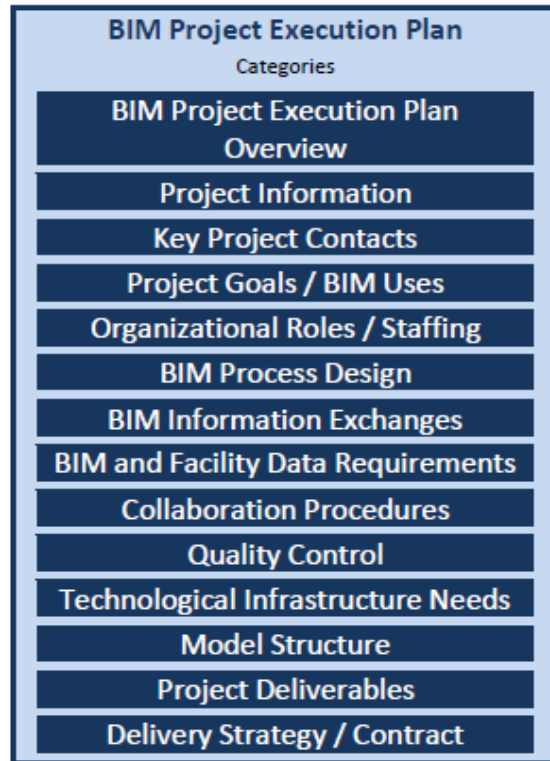 BIM Project Execution Plan
Categories
BIM Project Execution Plan
Overview
Project Information
Key Project Contacts
Project Goals / BIM Uses
Organizational Roles / Staffing
BIM Process Design
BIM Information Exchanges
BIM and Facility Data Requirements
Collaboration Procedures
Quality Control
Technological Infrastructure Needs
Model Structure
Project Deliverables
Delivery Strategy / Contract